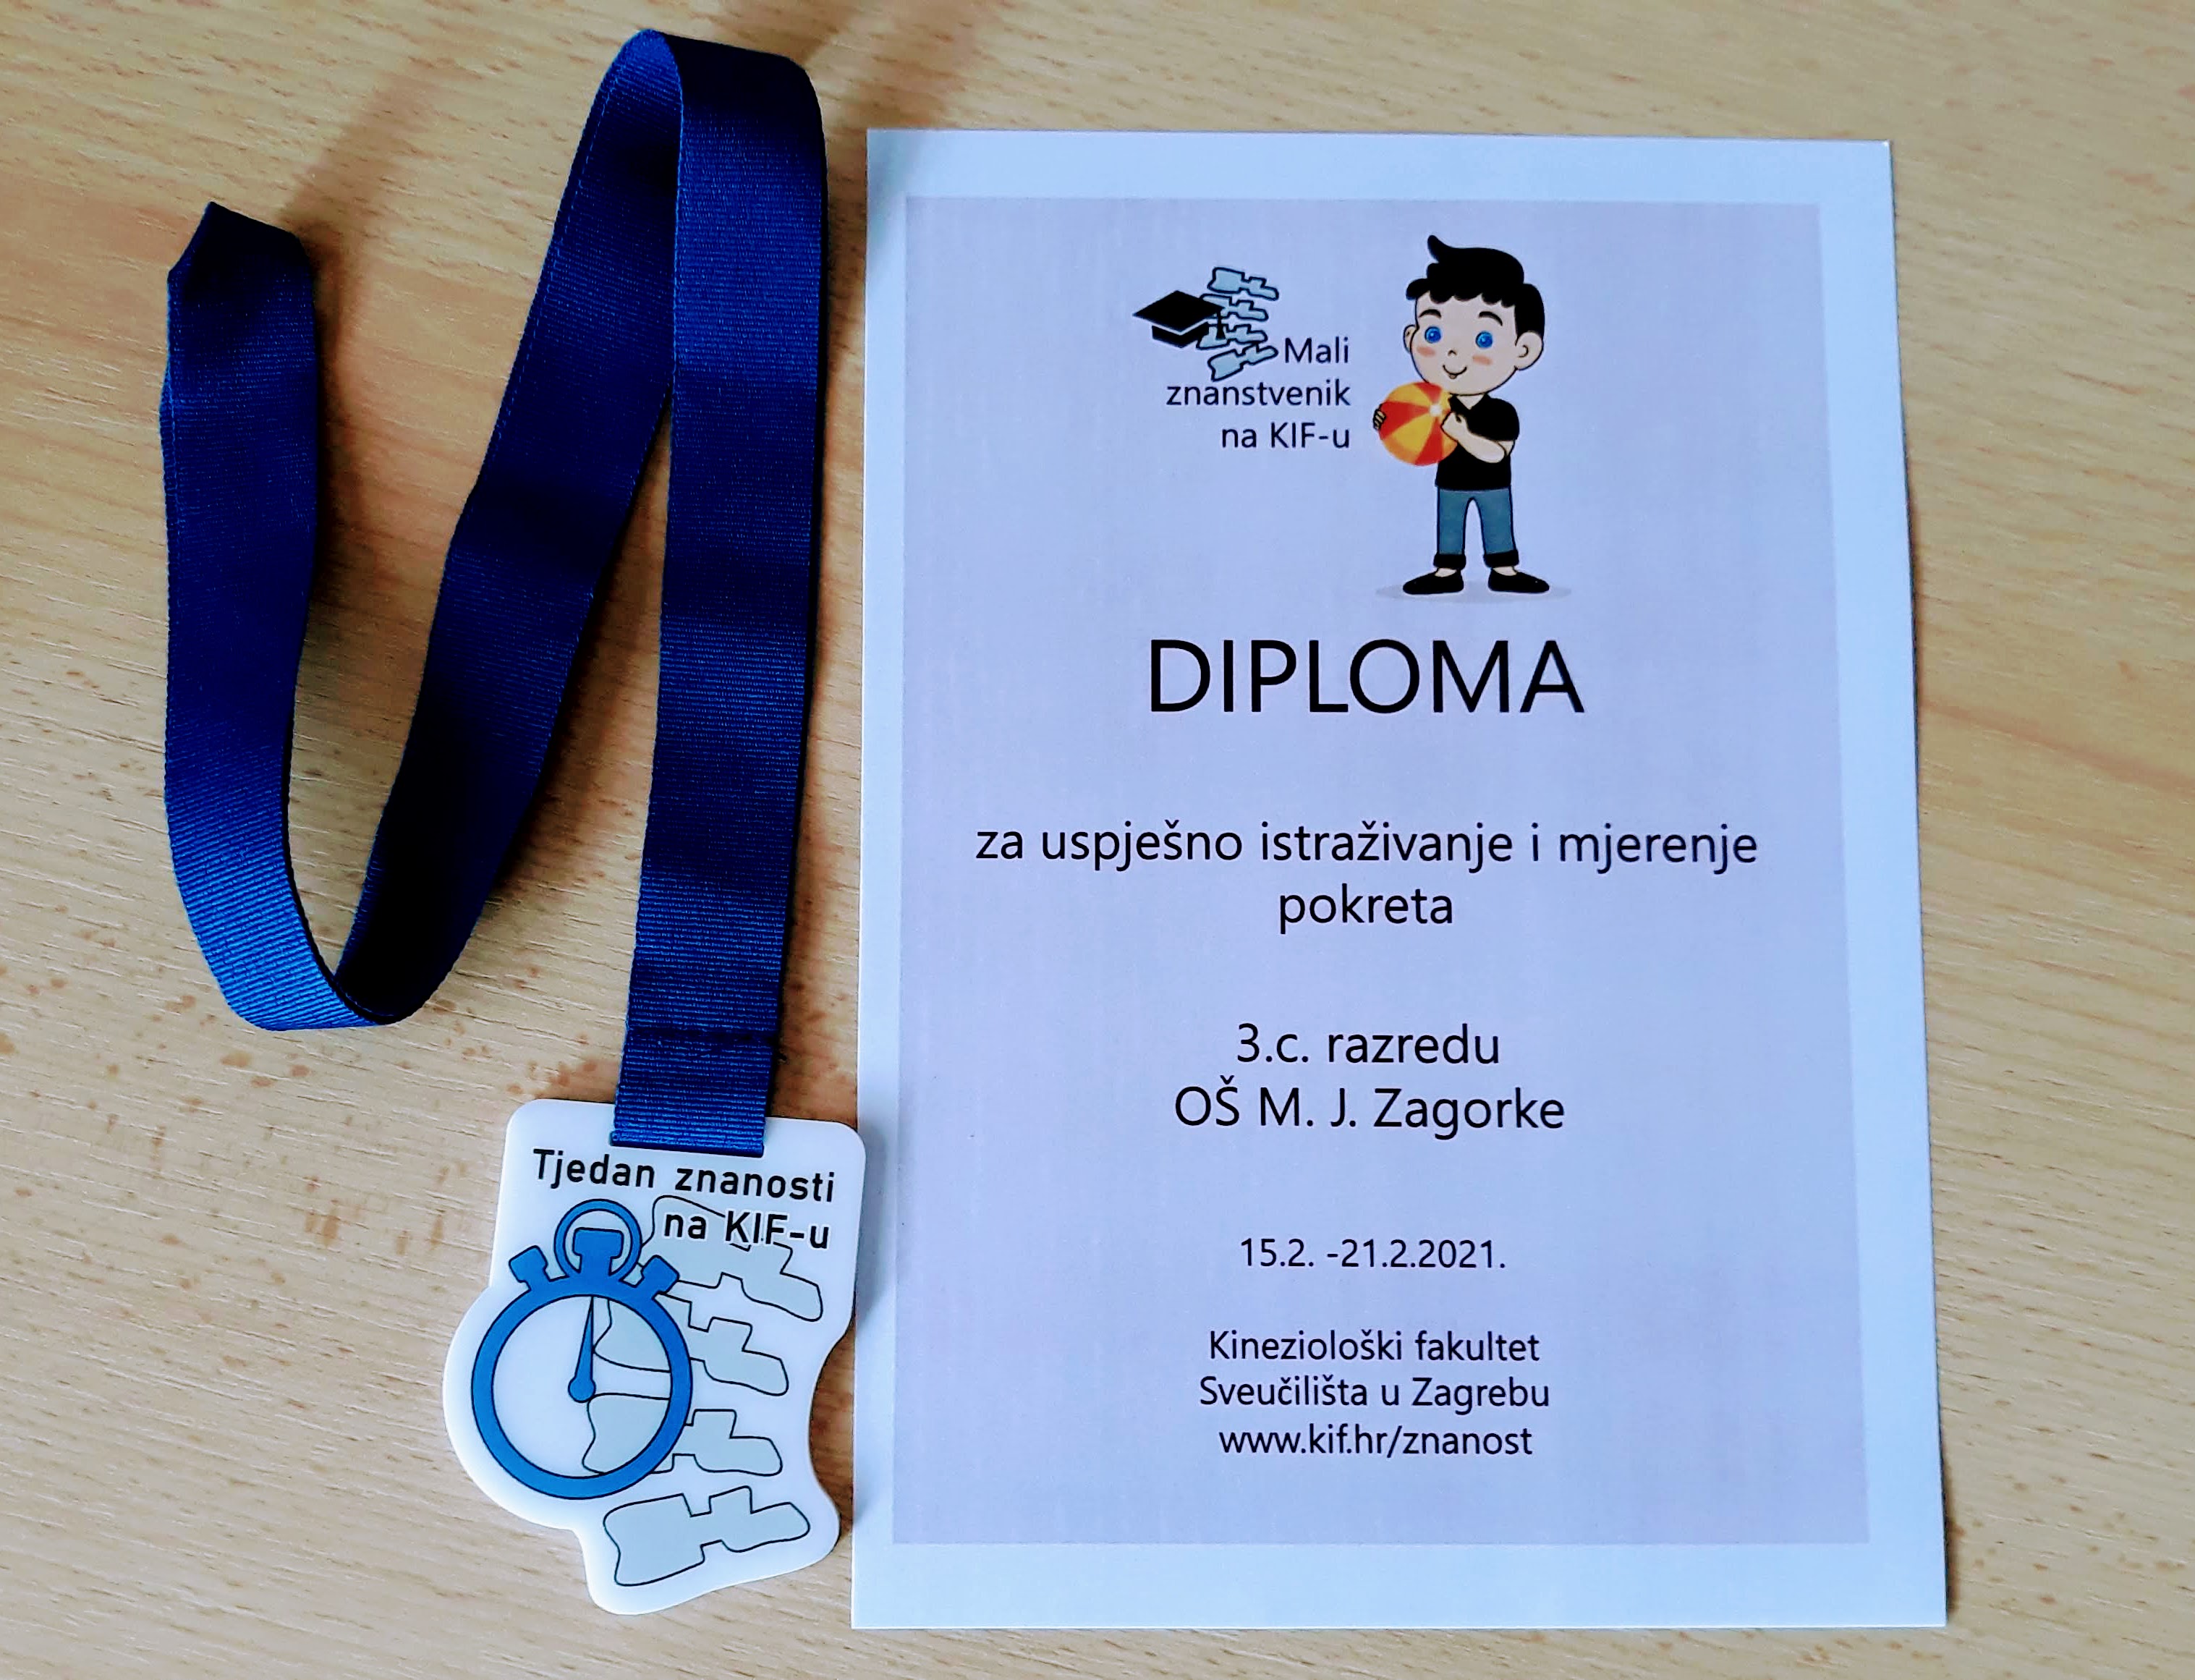 Mali
znanstvenik
na KIF-u
DIPLOMA
za uspješno istraživanje i mjerenje
pokreta
3.c. razredu
OŠ M. J. Zagorke
15.2. -21.2.2021.
Kineziološki fakultet
Sveučilišta u Zagrebu
www.kif.hr/znanost
Tjedan znanosti
na KIF-u